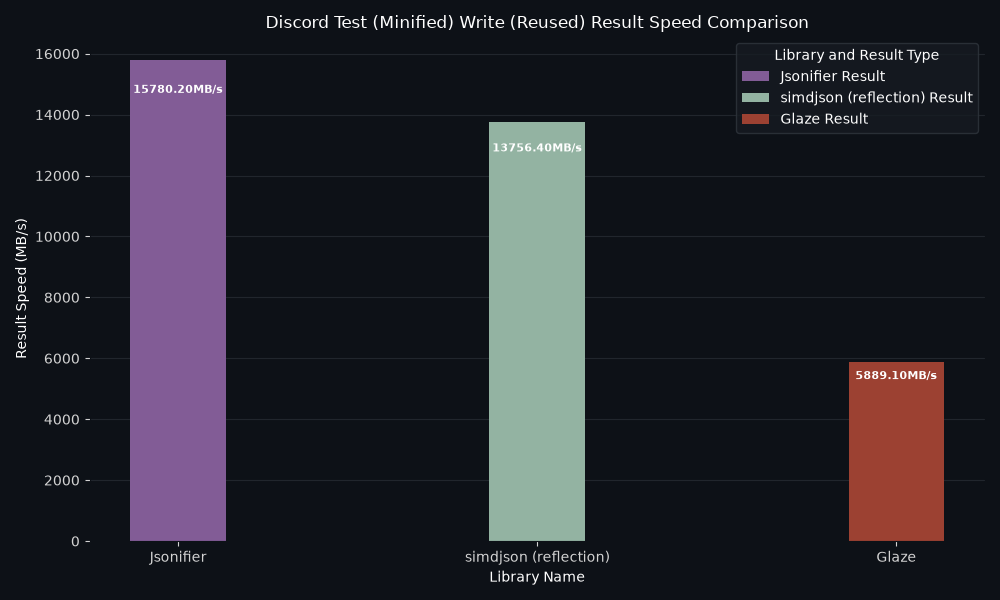 Discord Test (Minified) Write (Reused) Result Speed Comparison
Library and Result Type
Jsonifier Result
simdjson (reflection) Result
Glaze Result
Result Speed (MB/s)
16000
14000
12000
10000
8000
6000
4000
2000
0
15780.20MB/s
13756.40MB/s
5889.10MB/s
Jsonifier
simdjson (reflection)
Glaze
Library Name